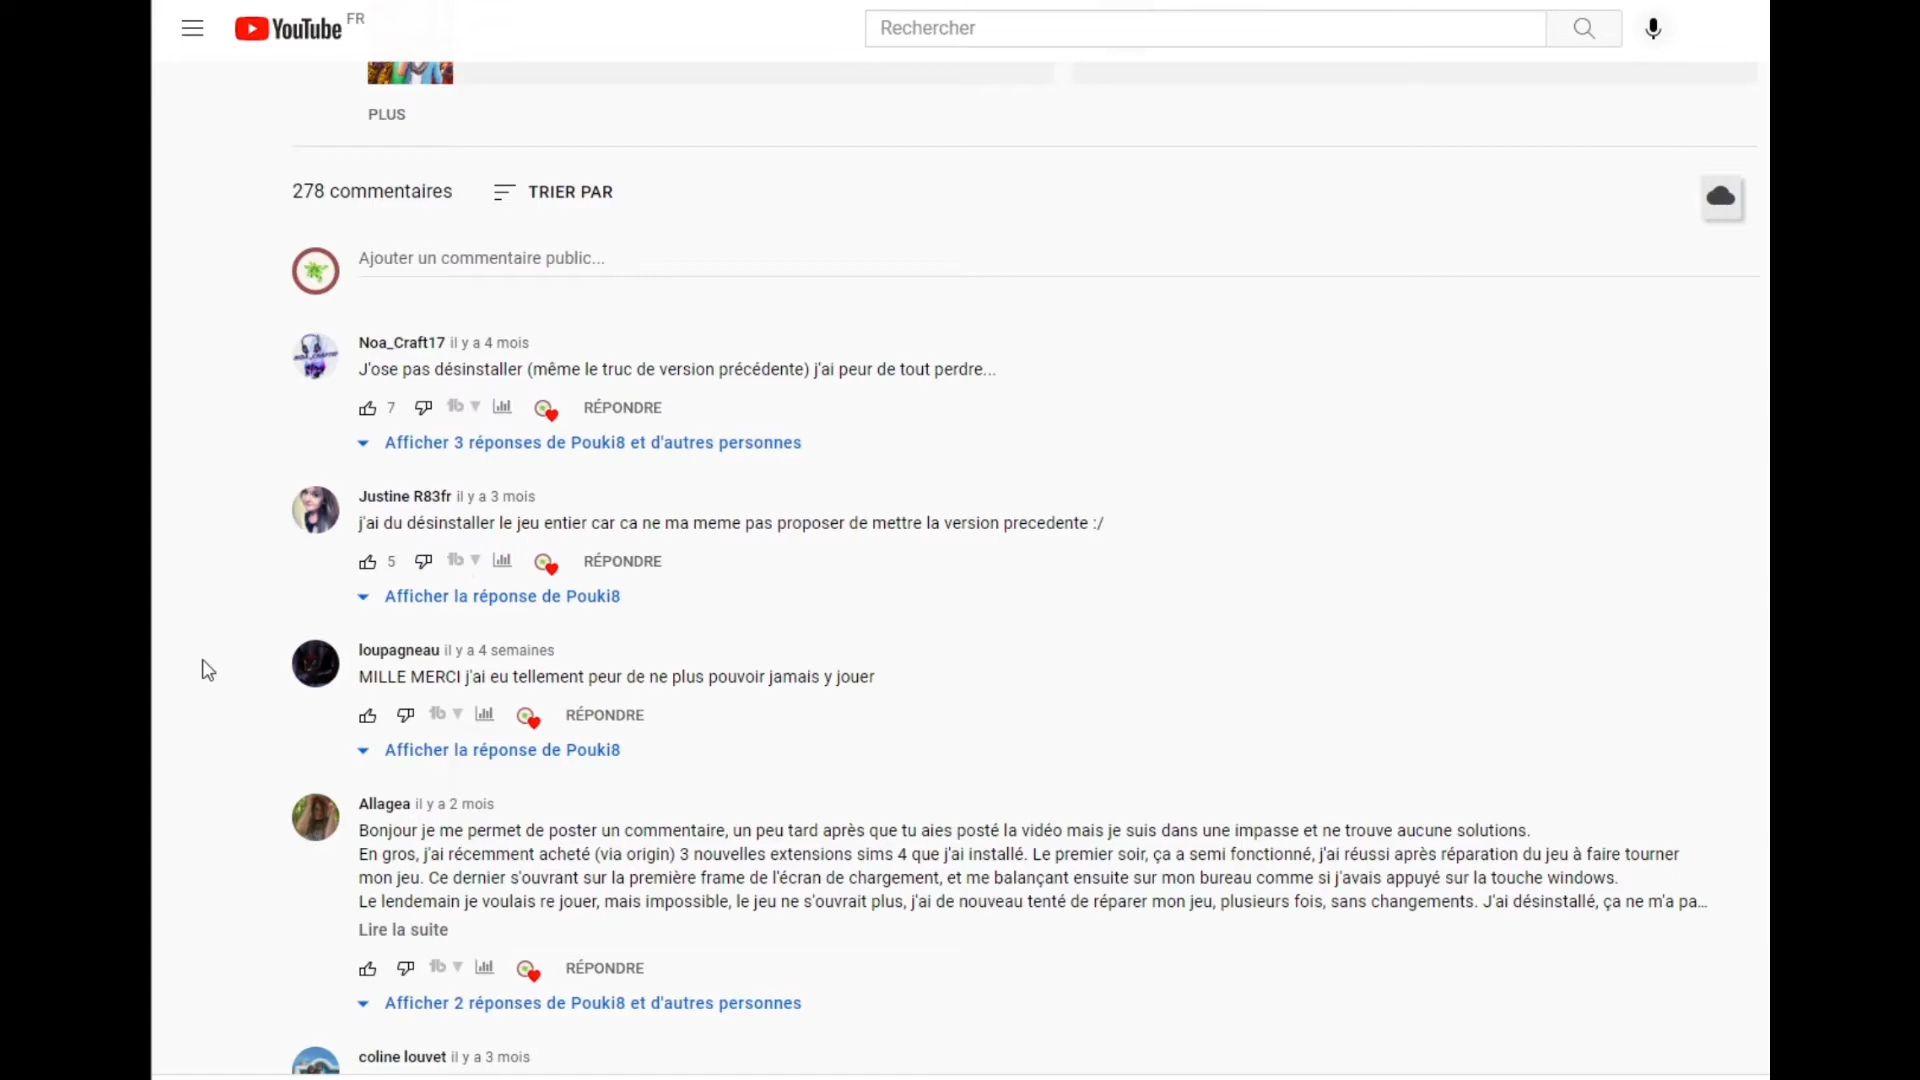 YouTube FR
Rechercher
PLUS
278 commentaires
TRIER PAR
Ajouter un commentaire public...
Noa_Craft17 il y a 4 mois
J'ose pas désinstaller (même le truc de version précédente) j'ai peur de tout perdre...
7
RÉPONDRE
Afficher 3 réponses de Pouki8 et d'autres personnes
Justine R83fr il y a 3 mois
j'ai du désinstaller le jeu entier car ca ne ma meme pas proposer de mettre la version precedente :/
5
RÉPONDRE
Afficher la réponse de Pouki8
loupagneau il y a 4 semaines
MILLE MERCI j'ai eu tellement peur de ne plus pouvoir jamais y jouer
RÉPONDRE
Afficher la réponse de Pouki8
Allagea il y a 2 mois
Bonjour je me permet de poster un commentaire, un peu tard après que tu aies posté la vidéo mais je suis dans une impasse et ne trouve aucune solutions.
En gros, j'ai récemment acheté (via origin) 3 nouvelles extensions sims 4 que j'ai installé. Le premier soir, ça a semi fonctionné, j'ai réussi après réparation du jeu à faire tourner
mon jeu. Ce dernier s'ouvrant sur la première frame de l'écran de chargement, et me balançant ensuite sur mon bureau comme si j'avais appuyé sur la touche windows.
Le lendemain je voulais re jouer, mais impossible, le jeu ne s'ouvrait plus, j'ai de nouveau tenté de réparer mon jeu, plusieurs fois, sans changements. J'ai désinstallé, ça ne m'a pa...
Lire la suite
RÉPONDRE
Afficher 2 réponses de Pouki8 et d'autres personnes
coline louvet il y a 3 mois